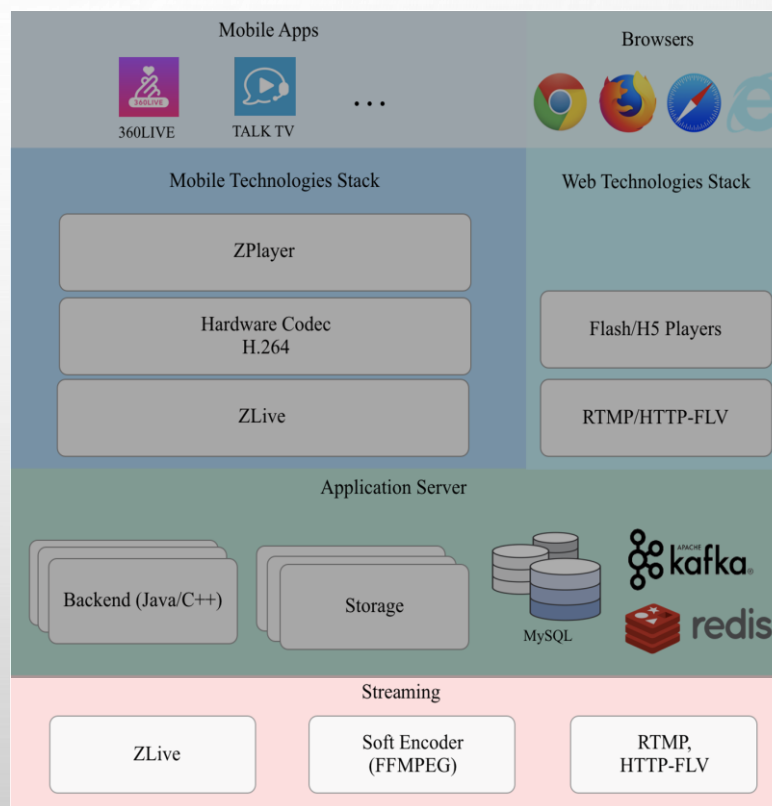 Mobile Apps
Browsers
360LIVE
360LIVE
TALK TV
...
Mobile Technologies Stack
Web Technologies Stack
ZPlayer
Hardware Codec
H.264
Flash/H5 Players
ZLive
RTMP/HTTP-FLV
Application Server
Backend (Java/C++)
Storage
MySQL
APACHE
kafka®
redis
Streaming
ZLive
Soft Encoder
(FFMPEG)
RTMP,
HTTP-FLV